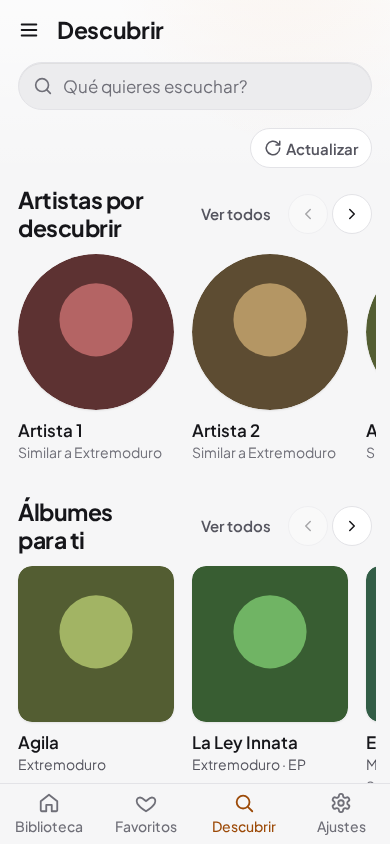 Descubrir
Qué quieres escuchar?
Actualizar
Artistas por
descubrir
Ver todos
Artista 1
Artista 2
A
Similar a Extremoduro
Similar a Extremoduro
S
Álbumes
para ti
Ver todos
Agila
La Ley Innata
E
Extremoduro
Extremoduro · EP
M
Biblioteca
Favoritos
Descubrir
Ajustes